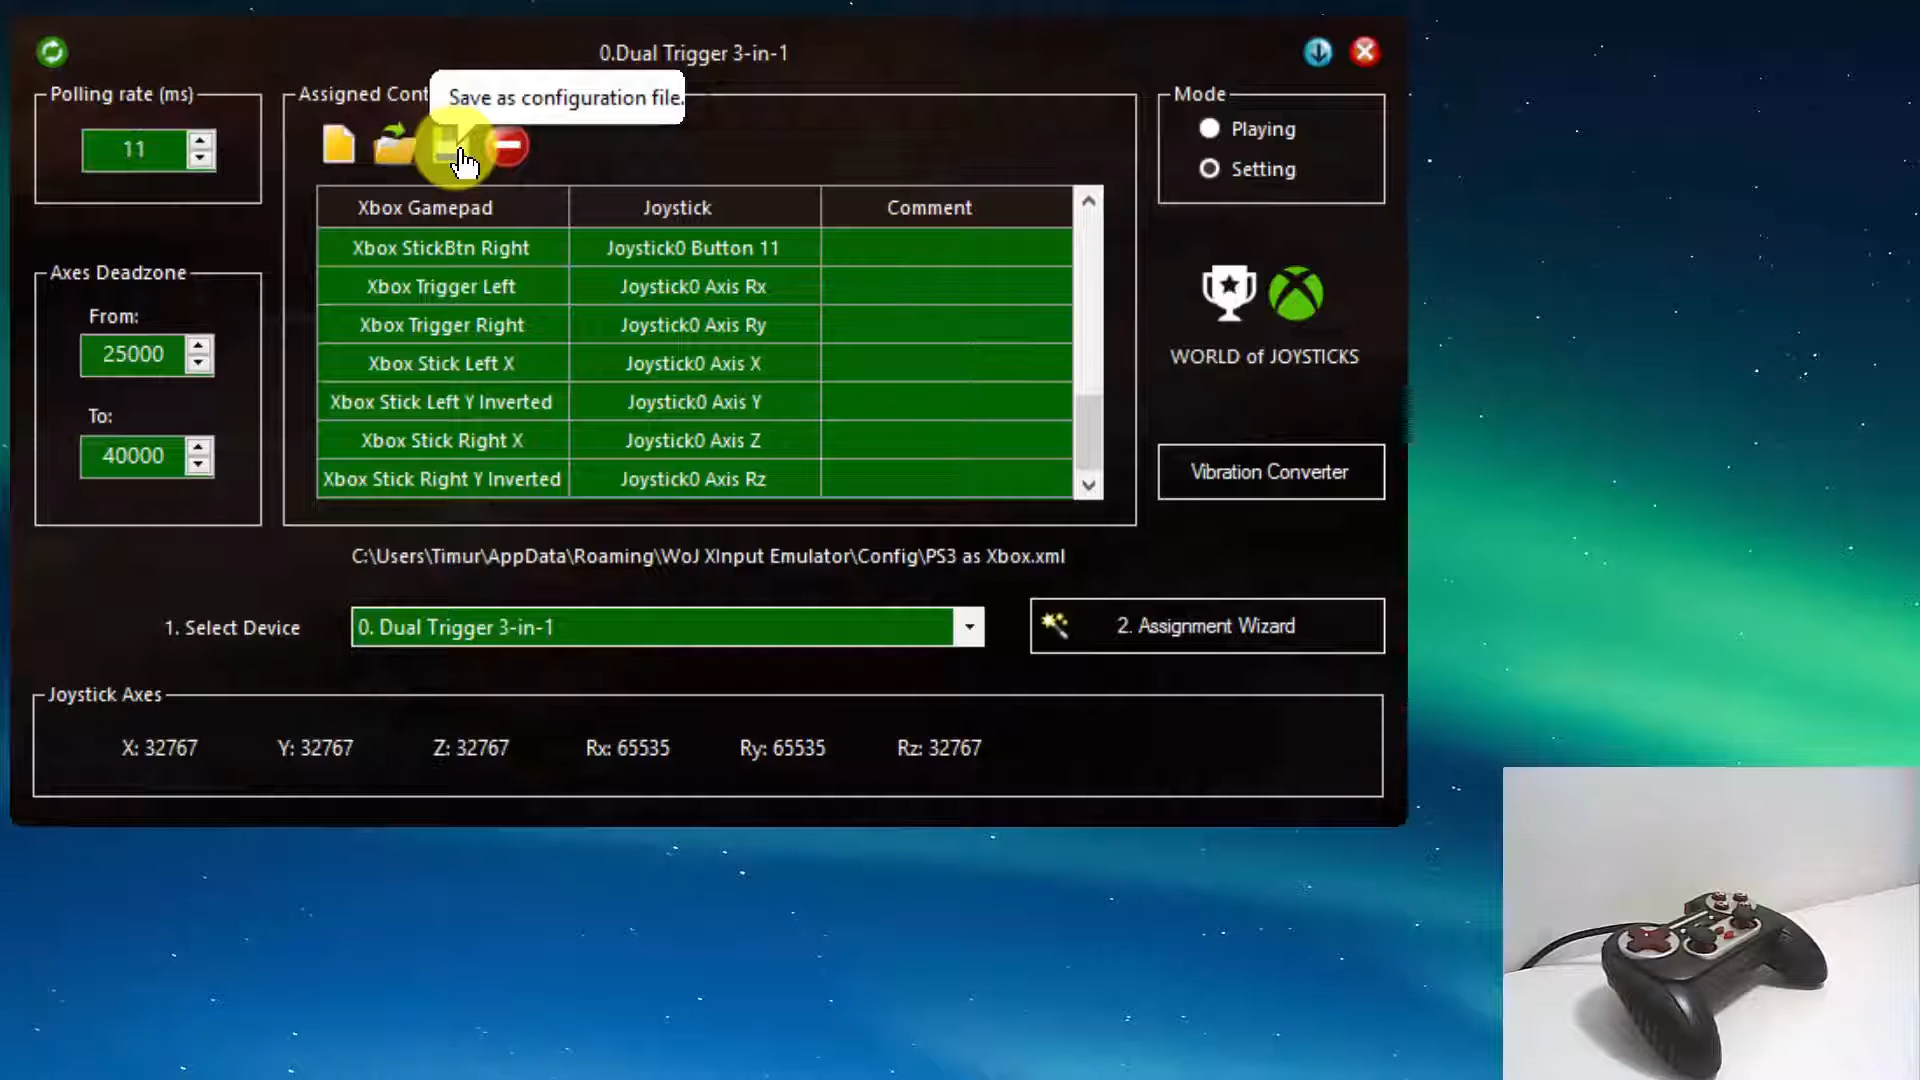 0.Dual Trigger 3-in-1
Polling rate (ms)
11
Assigned Cont
Save as configuration file.
Mode
Playing
Setting
Axes Deadzone
From:
25000
To:
40000
Xbox Gamepad Joystick Comment
Xbox StickBtn Right Joystick0 Button 11
Xbox Trigger Left Joystick0 Axis Rx
Xbox Trigger Right Joystick0 Axis Ry
Xbox Stick Left X Joystick0 Axis X
Xbox Stick Left Y Inverted Joystick0 Axis Y
Xbox Stick Right X Joystick0 Axis Z
Xbox Stick Right Y Inverted Joystick0 Axis Rz
WORLD of JOYSTICKS
Vibration Converter
C:\Users\Timur\AppData\Roaming\WoJ XInput Emulator\Config\PS3 as Xbox.xml
1. Select Device
0. Dual Trigger 3-in-1
2. Assignment Wizard
Joystick Axes
X: 32767 Y: 32767 Z: 32767 Rx: 65535 Ry: 65535 Rz: 32767